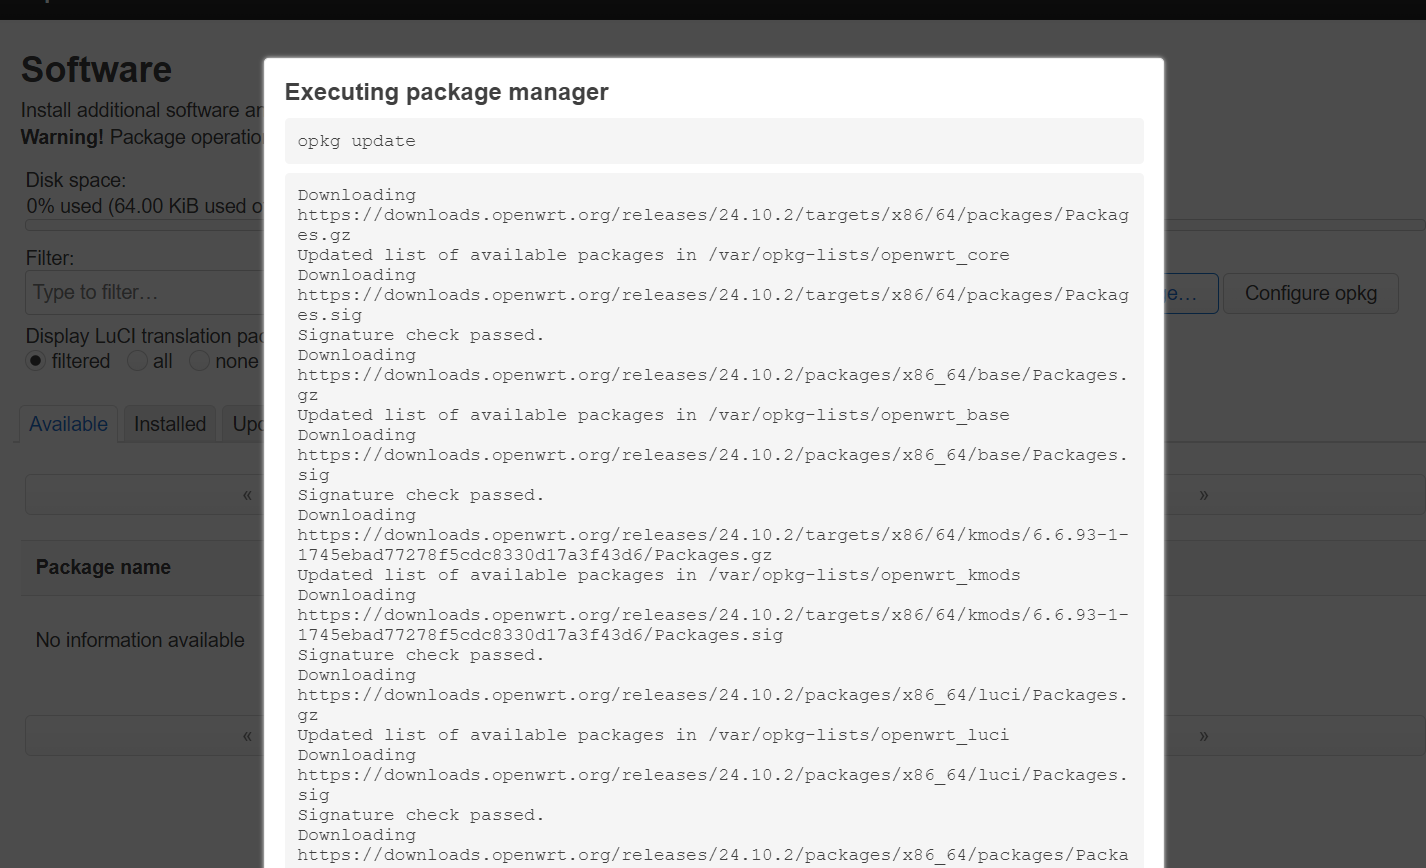 Software
Install additional software ar
Warning! Package operatio
Disk space:
0% used (64.00 KiB used o
Filter:
Type to filter…
ge…
Configure opkg
Display LuCI translation pac
filtered all none
Available Installed Upd
« »
Package name
No information available
« »
Executing package manager
opkg update
Downloading
https://downloads.openwrt.org/releases/24.10.2/targets/x86/64/packages/Packag
es.gz
Updated list of available packages in /var/opkg-lists/openwrt_core
Downloading
https://downloads.openwrt.org/releases/24.10.2/targets/x86/64/packages/Packag
es.sig
Signature check passed.
Downloading
https://downloads.openwrt.org/releases/24.10.2/packages/x86_64/base/Packages.
gz
Updated list of available packages in /var/opkg-lists/openwrt_base
Downloading
https://downloads.openwrt.org/releases/24.10.2/packages/x86_64/base/Packages.
sig
Signature check passed.
Downloading
https://downloads.openwrt.org/releases/24.10.2/targets/x86/64/kmods/6.6.93-1-
1745ebad77278f5cdc8330d17a3f43d6/Packages.gz
Updated list of available packages in /var/opkg-lists/openwrt_kmods
Downloading
https://downloads.openwrt.org/releases/24.10.2/targets/x86/64/kmods/6.6.93-1-
1745ebad77278f5cdc8330d17a3f43d6/Packages.sig
Signature check passed.
Downloading
https://downloads.openwrt.org/releases/24.10.2/packages/x86_64/luci/Packages.
gz
Updated list of available packages in /var/opkg-lists/openwrt_luci
Downloading
https://downloads.openwrt.org/releases/24.10.2/packages/x86_64/luci/Packages.
sig
Signature check passed.
Downloading
https://downloads.openwrt.org/releases/24.10.2/packages/x86_64/packages/Packa